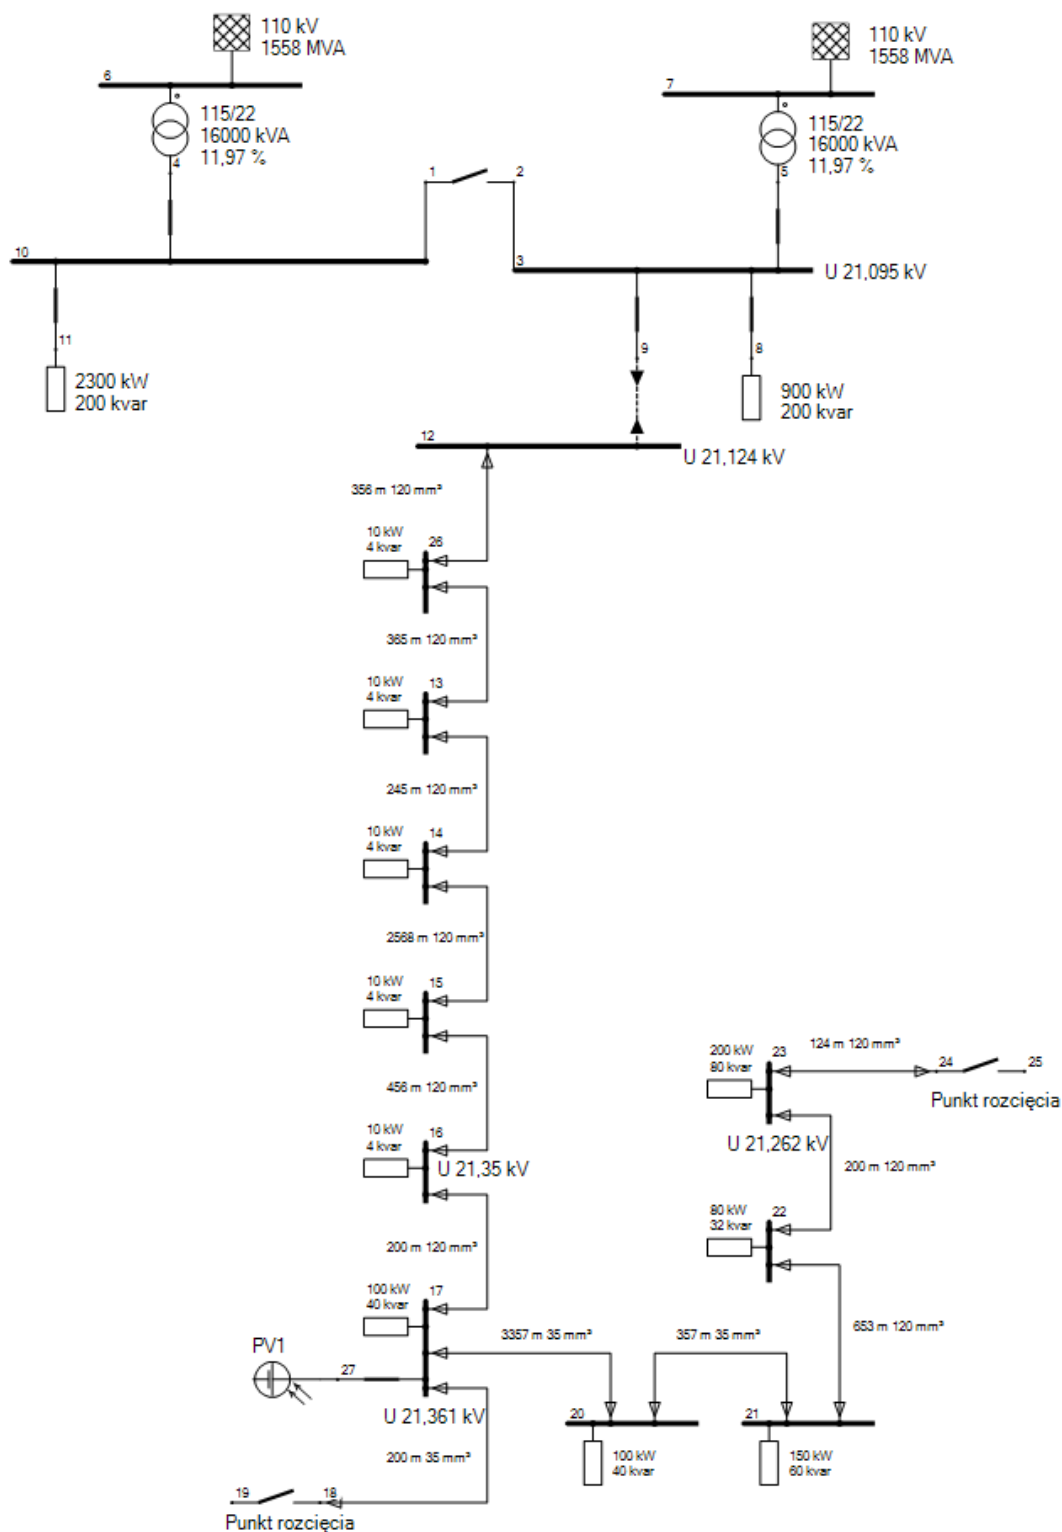 110 kV
1558 MVA
6
115/22
16000 kVA
11,97 %
4
110 kV
1558 MVA
7
115/22
16000 kVA
11,97 %
5
1
2
10
3
U 21,095 kV
11
2300 kW
200 kvar
9
8
900 kW
200 kvar
12
U 21,124 kV
356 m 120 mm²
10 kW
4 kvar
26
365 m 120 mm²
10 kW
4 kvar
13
245 m 120 mm²
10 kW
4 kvar
14
2568 m 120 mm²
10 kW
4 kvar
15
456 m 120 mm²
10 kW
4 kvar
16
U 21,35 kV
200 m 120 mm²
100 kW
40 kvar
17
PV1
27
U 21,361 kV
200 m 35 mm²
19
18
Punkt rozcięcia
3357 m 35 mm²
357 m 35 mm²
20
100 kW
40 kvar
21
150 kW
60 kvar
653 m 120 mm²
80 kW
32 kvar
22
200 m 120 mm²
200 kW
80 kvar
23
U 21,262 kV
124 m 120 mm²
24
25
Punkt rozcięcia